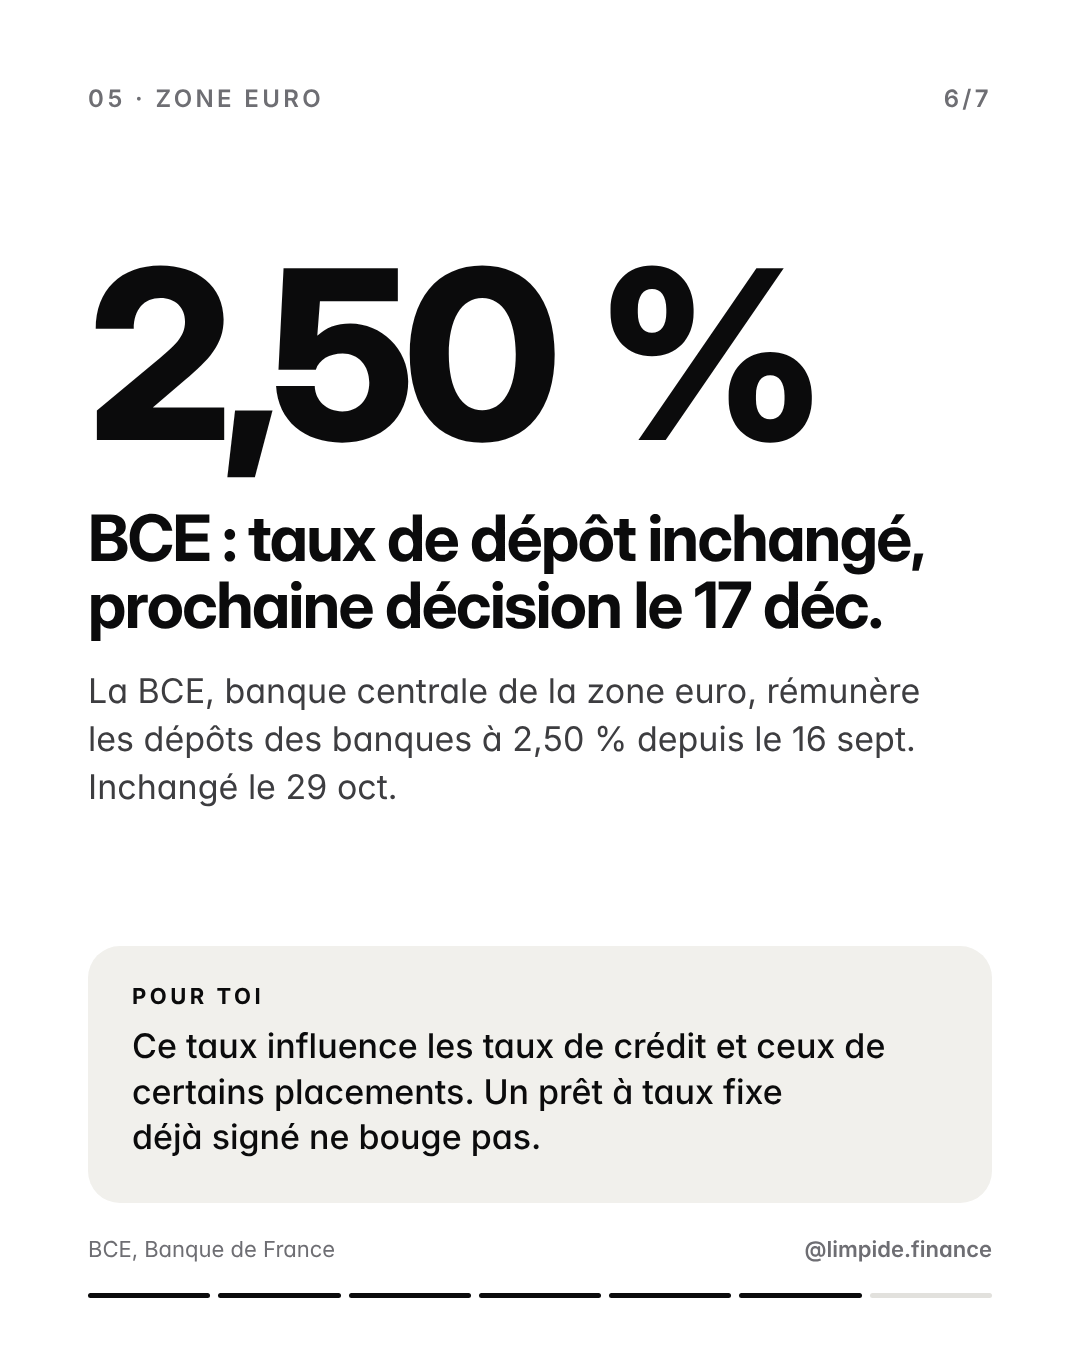 05 · ZONE EURO
6/7
2,50 %
BCE : taux de dépôt inchangé,
prochaine décision le 17 déc.
La BCE, banque centrale de la zone euro, rémunère
les dépôts des banques à 2,50 % depuis le 16 sept.
Inchangé le 29 oct.
POUR TOI
Ce taux influence les taux de crédit et ceux de
certains placements. Un prêt à taux fixe
déjà signé ne bouge pas.
BCE, Banque de France
@limpide.finance